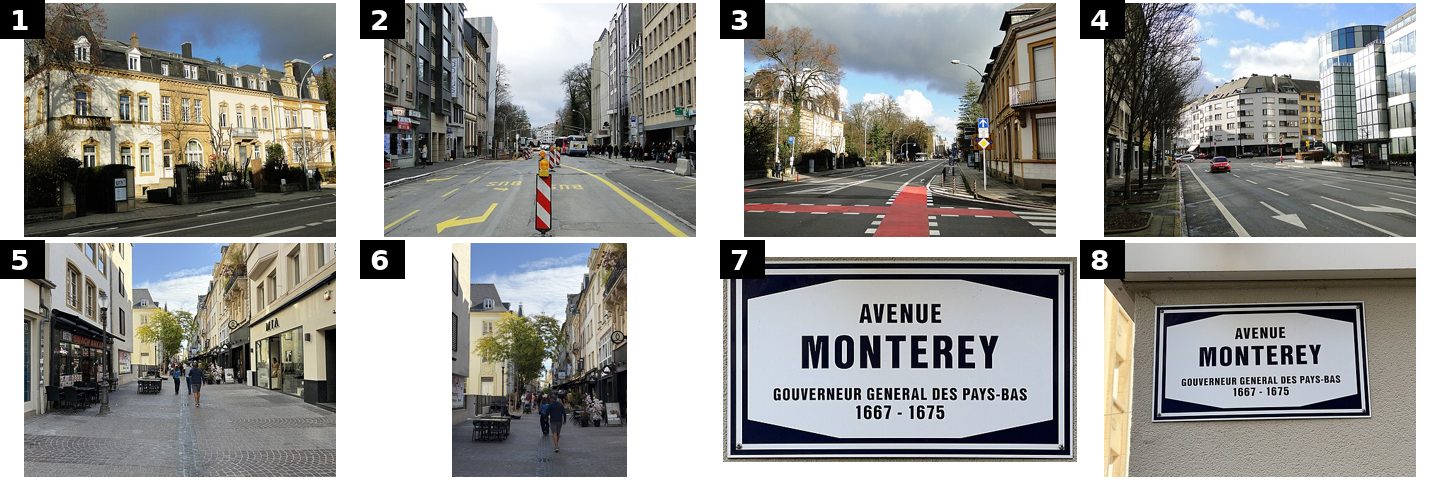 1
2
BUS
BUS
3
4
5
6
7
AVENUE
MONTEREY
GOUVERNEUR GENERAL DES PAYS-BAS
1667 - 1675
8
AVENUE
MONTEREY
GOUVERNEUR GENERAL DES PAYS-BAS
1667 - 1675